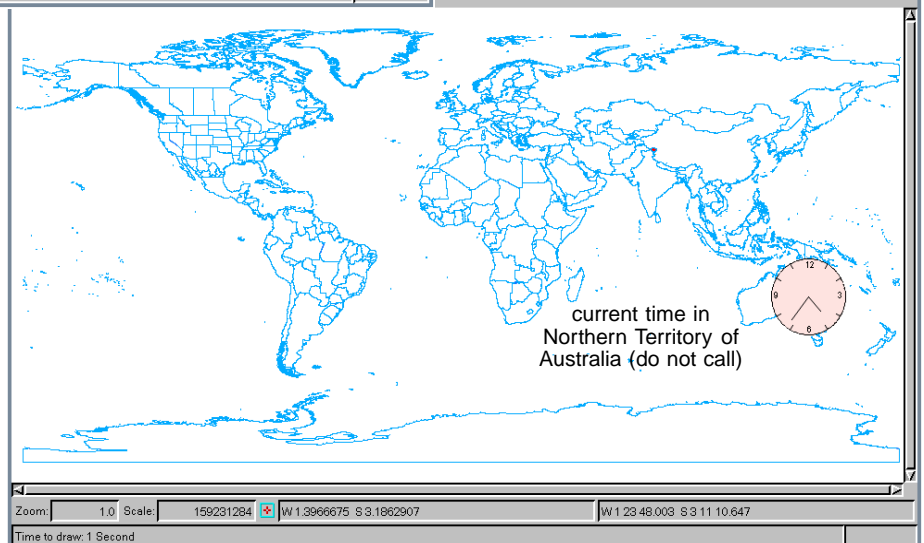 12
9
3
6
current time in
Northern Territory of
Australia (do not call)
Zoom: 1.0 Scale: 159231284 W 1.3966675 S 3.1862907 W 1 23 48.003 S 3 11 10.647
Time to draw: 1 Second